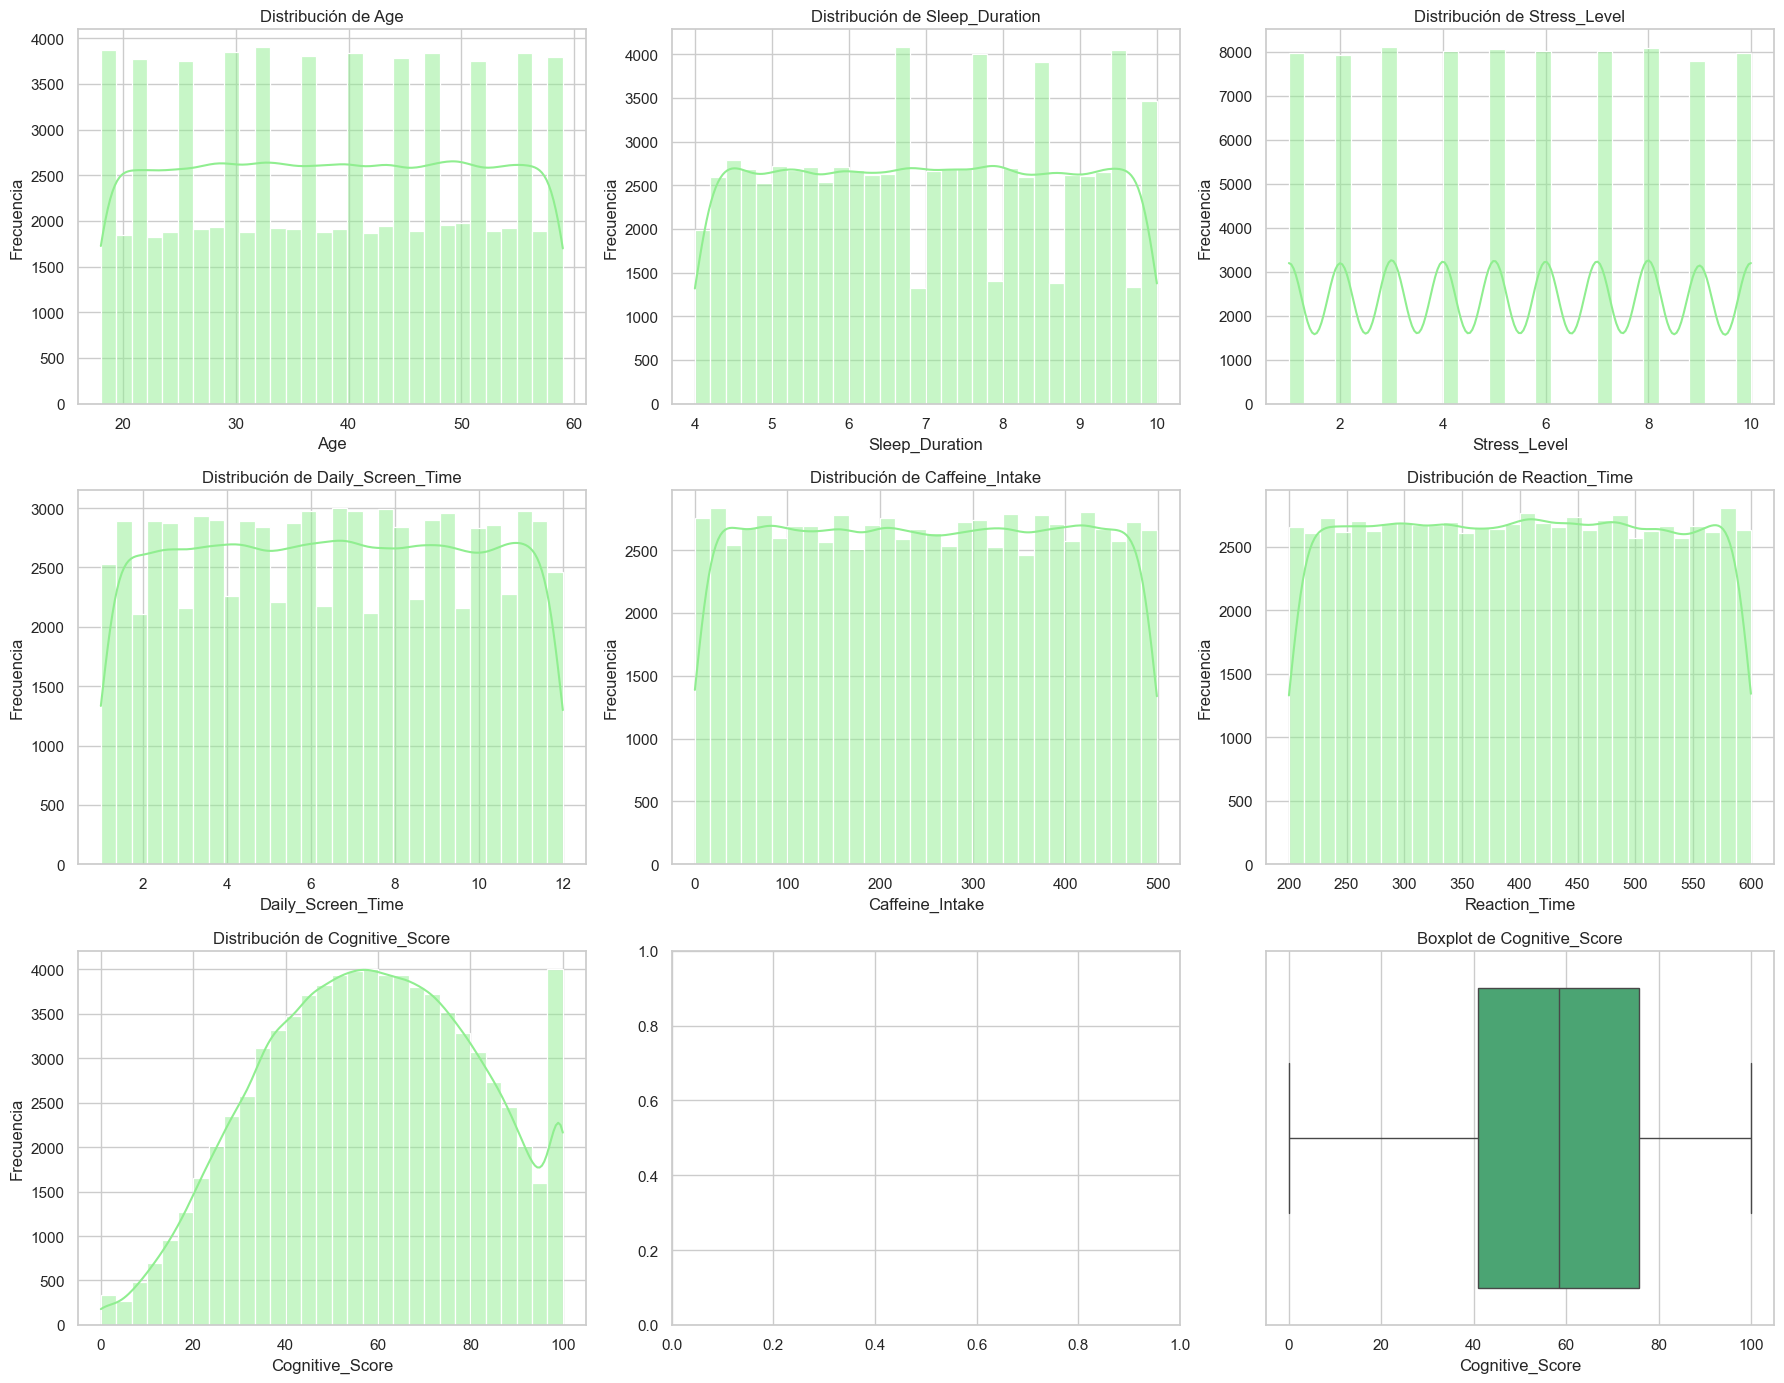 Distribución de Age
4000
3500
3000
2500
2000
1500
1000
500
0
Frecuencia
20 30 40 50 60
Age
Distribución de Sleep_Duration
4000
3500
3000
2500
2000
1500
1000
500
0
Frecuencia
4 5 6 7 8 9 10
Sleep_Duration
Distribución de Stress_Level
8000
7000
6000
5000
4000
3000
2000
1000
0
Frecuencia
2 4 6 8 10
Stress_Level
Distribución de Daily_Screen_Time
3000
2500
2000
1500
1000
500
0
Frecuencia
2 4 6 8 10 12
Daily_Screen_Time
Distribución de Caffeine_Intake
2500
2000
1500
1000
500
0
Frecuencia
0 100 200 300 400 500
Caffeine_Intake
Distribución de Reaction_Time
2500
2000
1500
1000
500
0
Frecuencia
200 250 300 350 400 450 500 550 600
Reaction_Time
Distribución de Cognitive_Score
4000
3500
3000
2500
2000
1500
1000
500
0
Frecuencia
0 20 40 60 80 100
Cognitive_Score
1.0
0.8
0.6
0.4
0.2
0.0
0.0 0.2 0.4 0.6 0.8 1.0
Boxplot de Cognitive_Score
0 20 40 60 80 100
Cognitive_Score